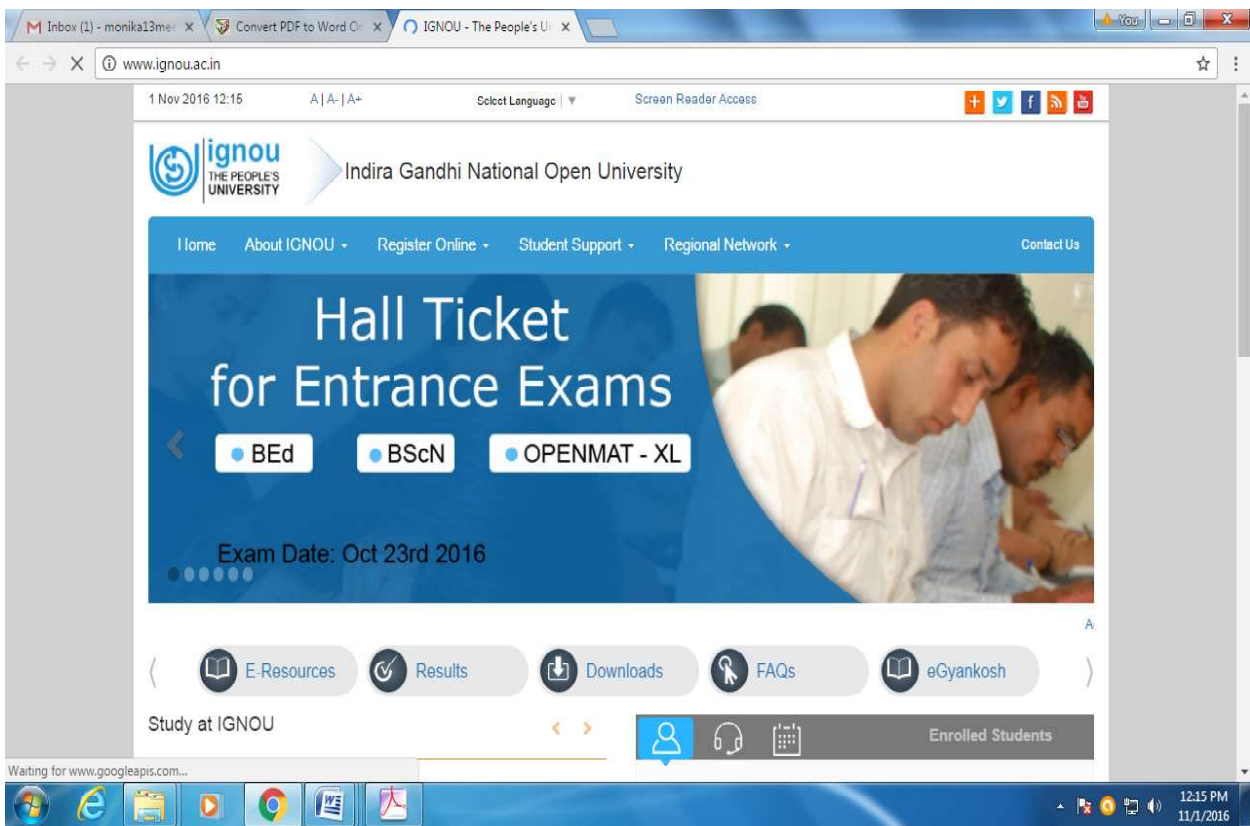 Inbox (1) - monika13mee
Convert PDF to Word On
IGNOU - The People's Un
You
www.ignou.ac.in
1 Nov 2016 12:15 A | A- | A+ Select Language ▼ Screen Reader Access
ignou
THE PEOPLE'S
UNIVERSITY
Indira Gandhi National Open University
Home About IGNOU Register Online Student Support Regional Network Contact Us
Hall Ticket
for Entrance Exams
BEd BScN OPENMAT - XL
Exam Date: Oct 23rd 2016
A
E-Resources Results Downloads FAQs eGyankosh
Study at IGNOU
Enrolled Students
Waiting for www.googleapis.com...
12:15 PM
11/1/2016